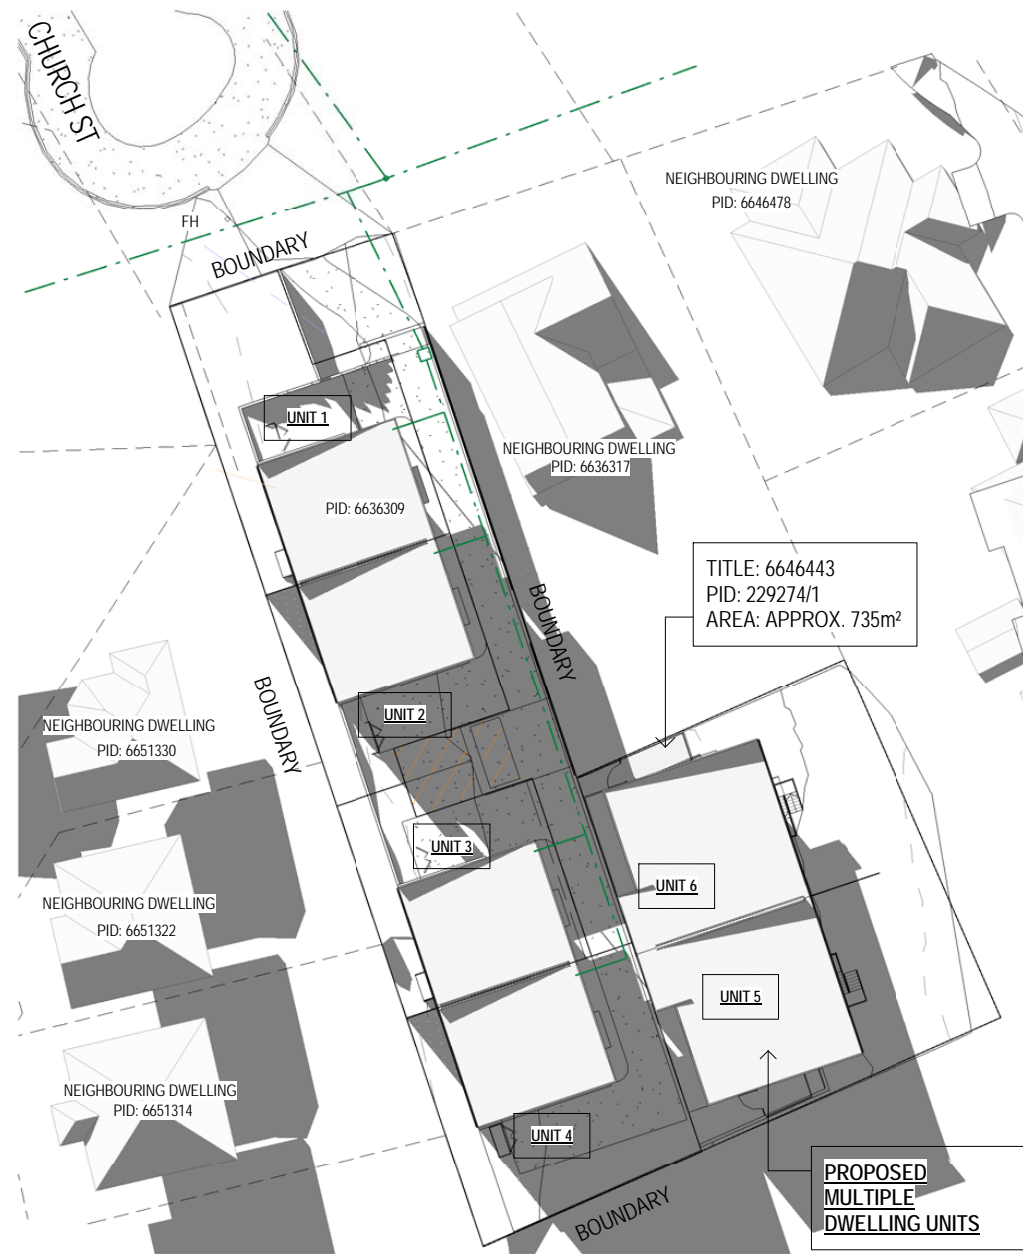 CHURCH ST
NEIGHBOURING DWELLING
PID: 6646478
FH
BOUNDARY
UNIT 1
NEIGHBOURING DWELLING
PID: 6636317
PID: 6636309
TITLE: 6646443
PID: 229274/1
AREA: APPROX. 735m²
BOUNDARY
BOUNDARY
UNIT 2
NEIGHBOURING DWELLING
PID: 6651330
UNIT 3
UNIT 6
NEIGHBOURING DWELLING
PID: 6651322
UNIT 5
NEIGHBOURING DWELLING
PID: 6651314
UNIT 4
BOUNDARY
PROPOSED
MULTIPLE
DWELLING UNITS